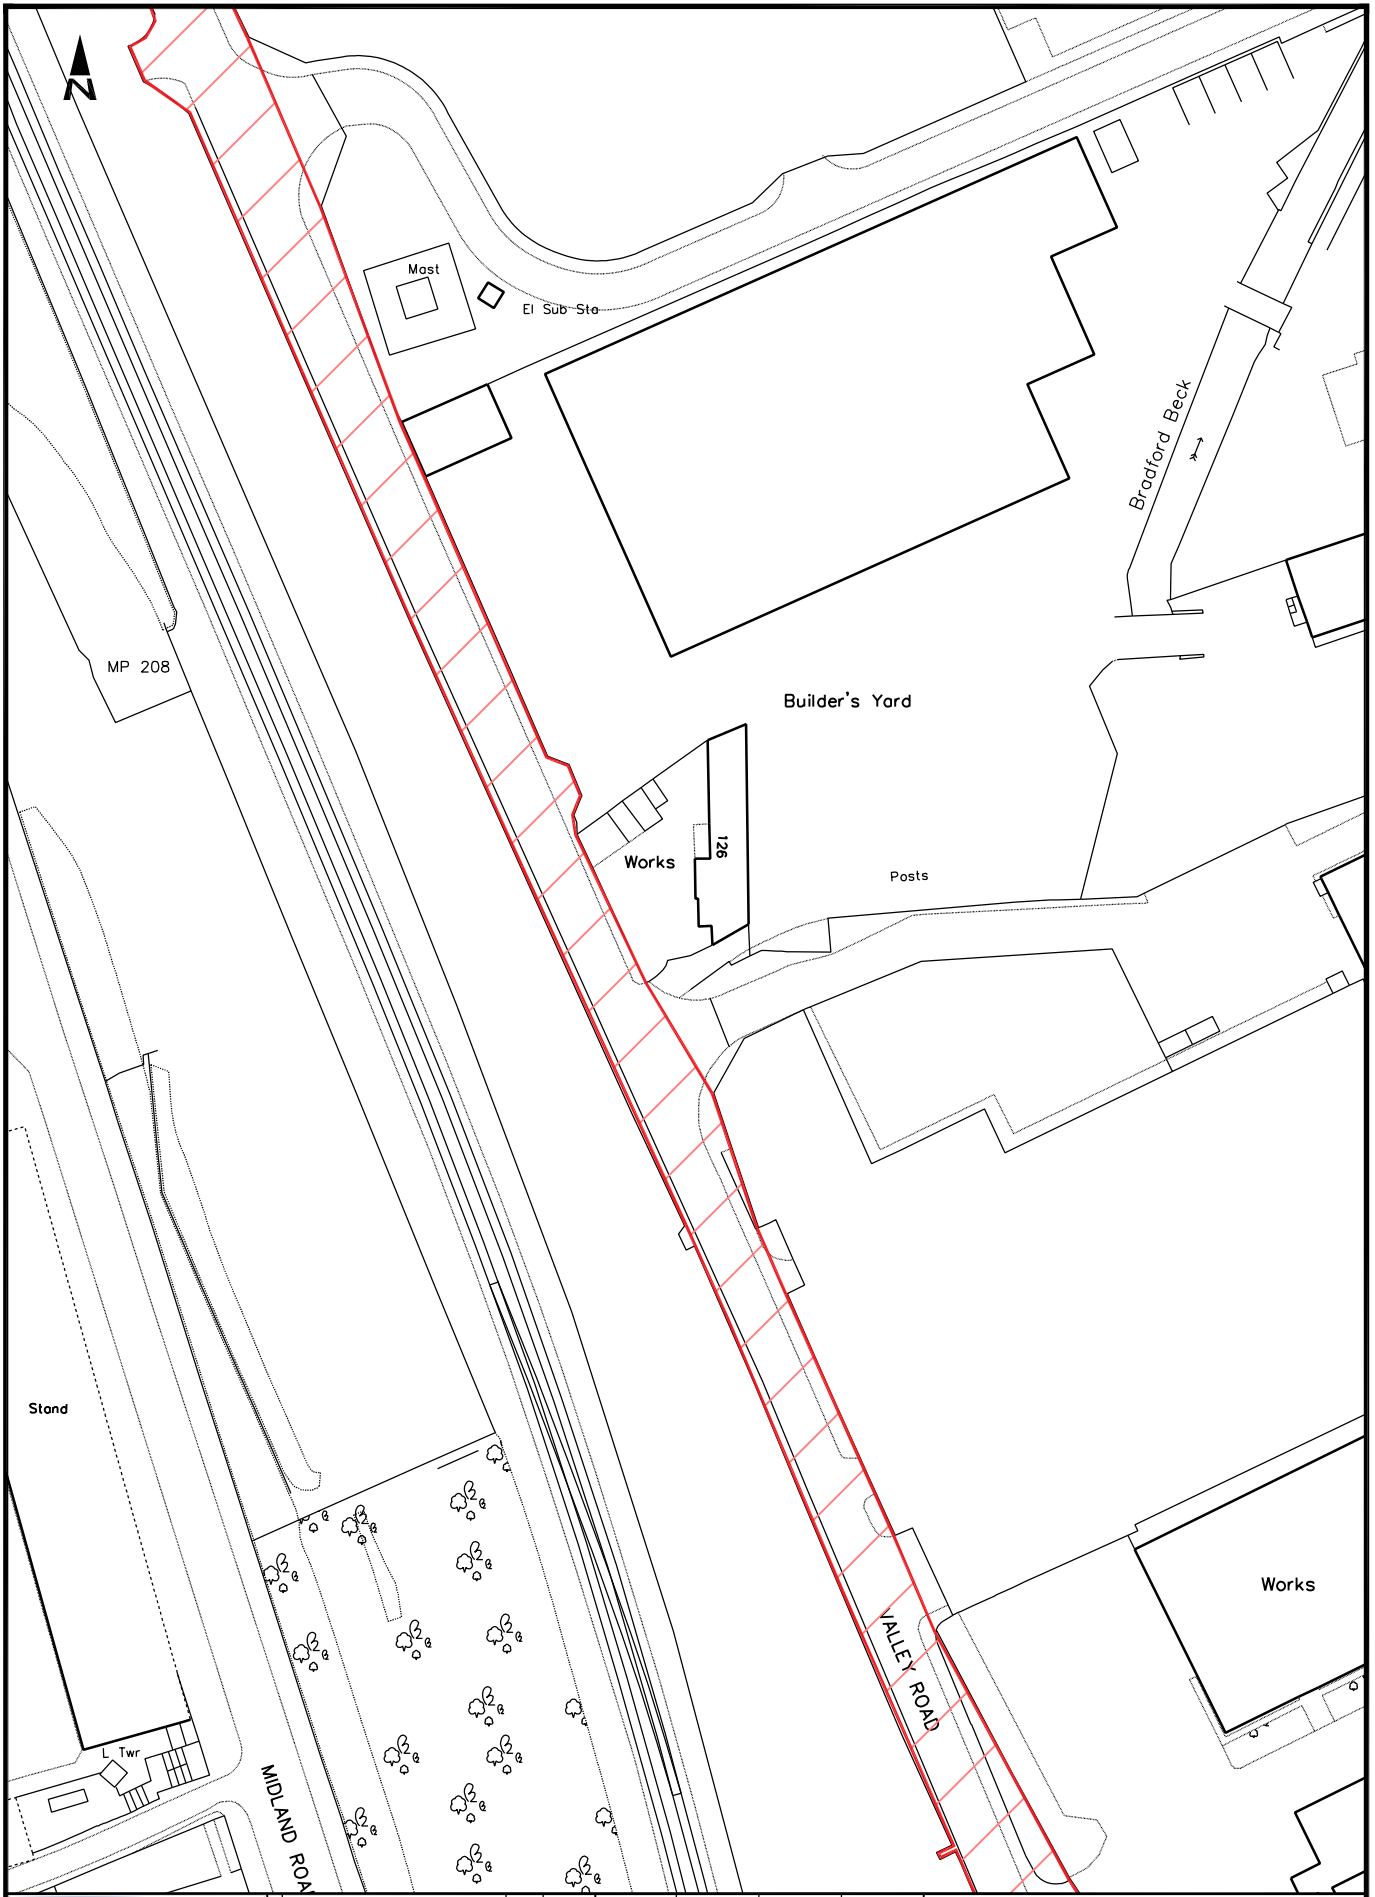 N
Mast
El Sub Sta
Bradford Beck
MP 208
Builder's Yard
126
Works
Posts
Stand
Works
VALLEY ROAD
L Twr
MIDLAND ROA